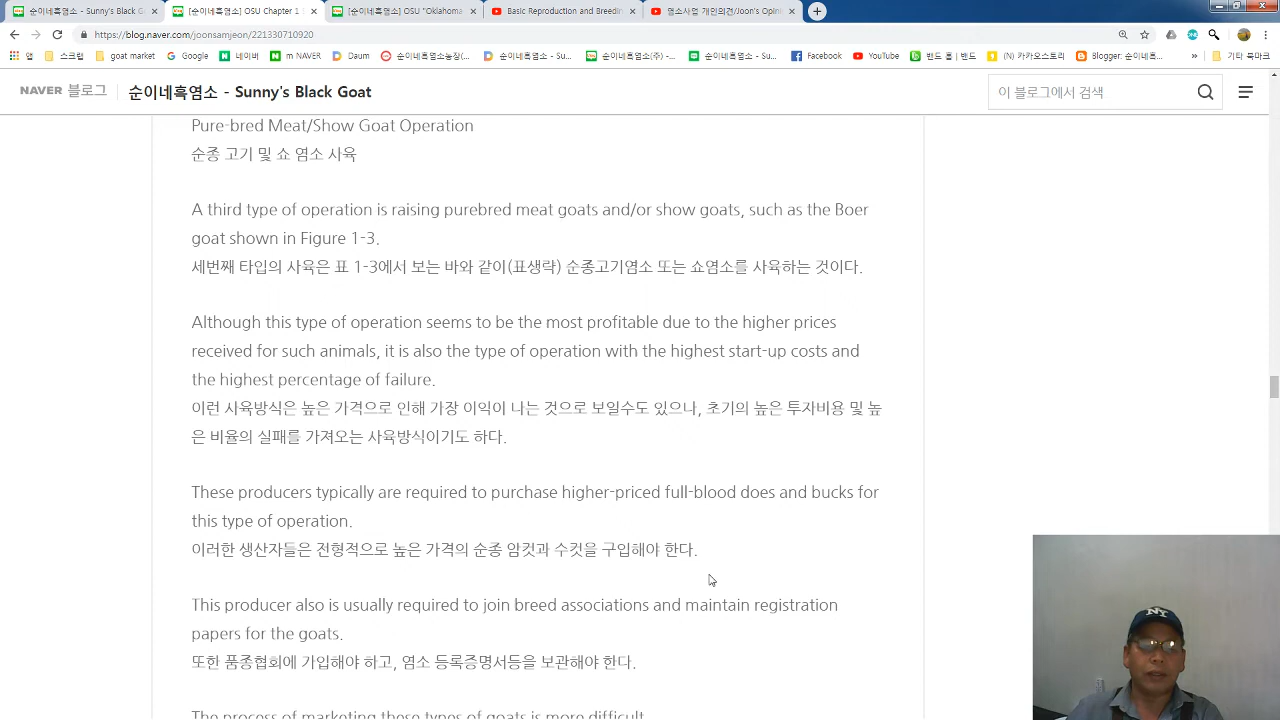 순이네흑염소 - Sunny's Black G
[순이네흑염소] OSU Chapter 1
[순이네흑염소] OSU "Oklahoma
Basic Reproduction and Breedin
염소사업 개인의견/Joon's Opin
https://blog.naver.com/joonsamjeon/221330710920
앱
스크랩
goat market
Google
네이버
m NAVER
Daum
순이네흑염소농장(...
순이네흑염소 - Su...
순이네흑염소(주) -...
순이네흑염소 - Su...
Facebook
YouTube
밴드 홈 | 밴드
(N) 카카오스토리
Blogger: 순이네흑...
»
기타 북마크
NAVER 블로그
순이네흑염소 - Sunny's Black Goat
이 블로그에서 검색
Pure-bred Meat/Show Goat Operation
순종 고기 및 쇼 염소 사육
A third type of operation is raising purebred meat goats and/or show goats, such as the Boer
goat shown in Figure 1-3.
세번째 타입의 사육은 표 1-3에서 보는 바와 같이(표생략) 순종고기염소 또는 쇼염소를 사육하는 것이다.
Although this type of operation seems to be the most profitable due to the higher prices
received for such animals, it is also the type of operation with the highest start-up costs and
the highest percentage of failure.
이런 사육방식은 높은 가격으로 인해 가장 이익이 나는 것으로 보일수도 있으나, 초기의 높은 투자비용 및 높
은 비율의 실패를 가져오는 사육방식이기도 하다.
These producers typically are required to purchase higher-priced full-blood does and bucks for
this type of operation.
이러한 생산자들은 전형적으로 높은 가격의 순종 암컷과 수컷을 구입해야 한다.
This producer also is usually required to join breed associations and maintain registration
papers for the goats.
또한 품종협회에 가입해야 하고, 염소 등록증명서등을 보관해야 한다.
The process of marketing these types of goats is more difficult
NY